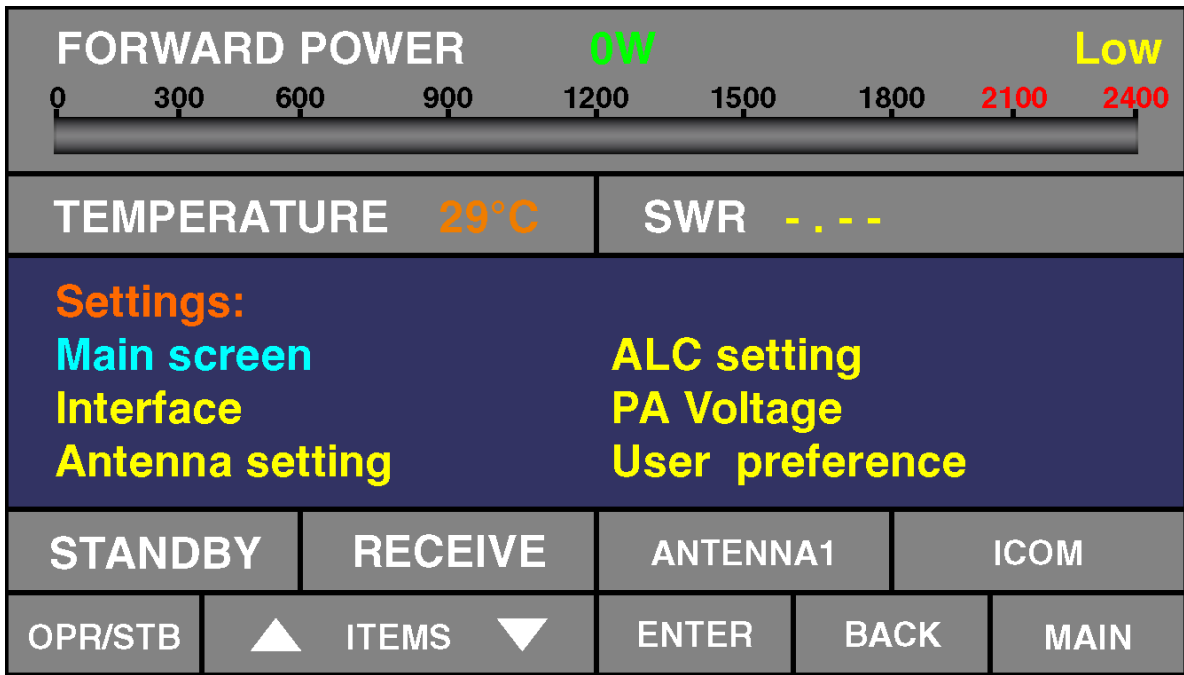 FORWARD POWER 0W Low
0 300 600 900 1200 1500 1800 2100 2400
TEMPERATURE 29°C SWR -.--
Settings:
Main screen ALC setting
Interface PA Voltage
Antenna setting User preference
STANDBY RECEIVE ANTENNA1 ICOM
OPR/STB ITEMS ENTER BACK MAIN